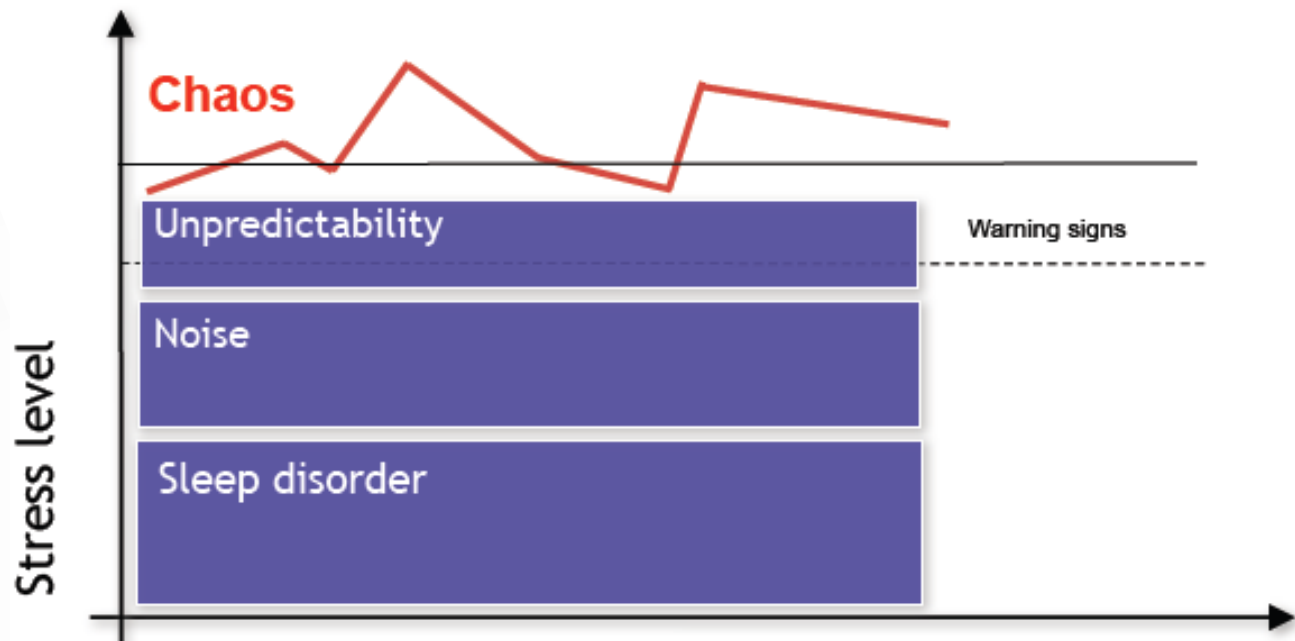 Chaos
Unpredictability
Warning signs
Noise
Sleep disorder
Stress level